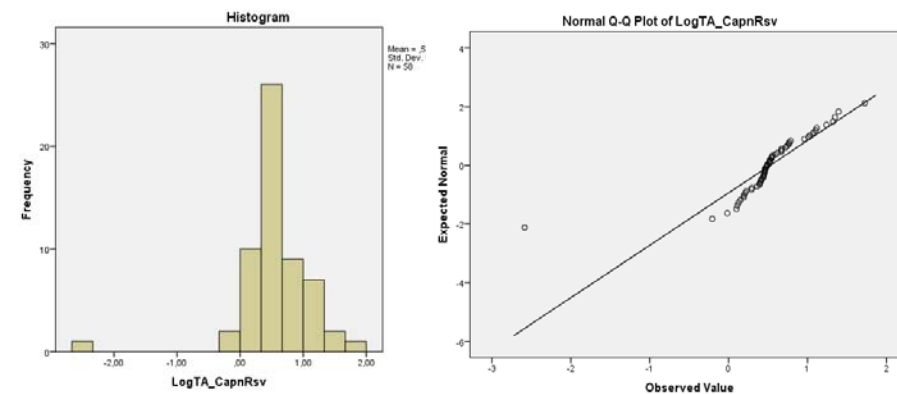 Histogram
30
20
10
0
Frequency
-2,00 -1,00 ,00 1,00 2,00
LogTA_CapnRsv
Mean = ,5
Std. Dev.
N = 58
Normal Q-Q Plot of LogTA_CapnRsv
4
2
0
-2
-4
-6
Expected Normal
-3 -2 -1 0 1 2
Observed Value